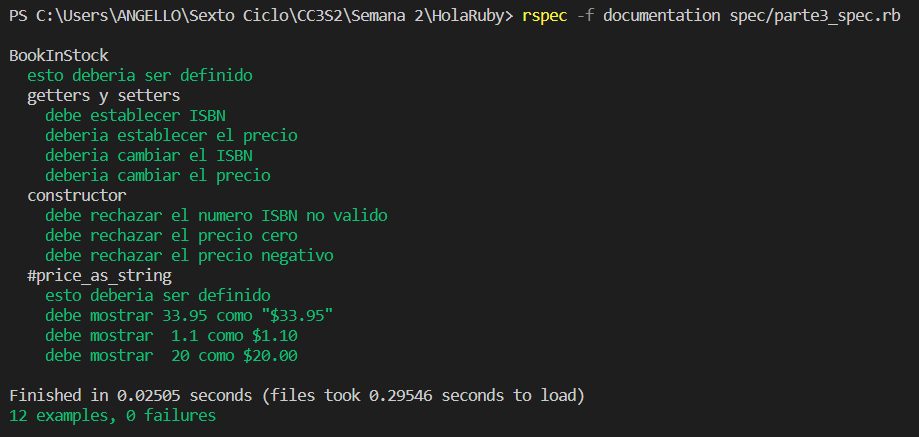 PS C:\Users\ANGELLO\Sexto Ciclo\CC3S2\Semana 2\HolaRuby> rspec -f documentation spec/parte3_spec.rb
BookInStock
esto deberia ser definido
getters y setters
debe establecer ISBN
deberia establecer el precio
deberia cambiar el ISBN
deberia cambiar el precio
constructor
debe rechazar el numero ISBN no valido
debe rechazar el precio cero
debe rechazar el precio negativo
#price_as_string
esto deberia ser definido
debe mostrar 33.95 como "$33.95"
debe mostrar  1.1 como $1.10
debe mostrar  20 como $20.00
Finished in 0.02505 seconds (files took 0.29546 seconds to load)
12 examples, 0 failures